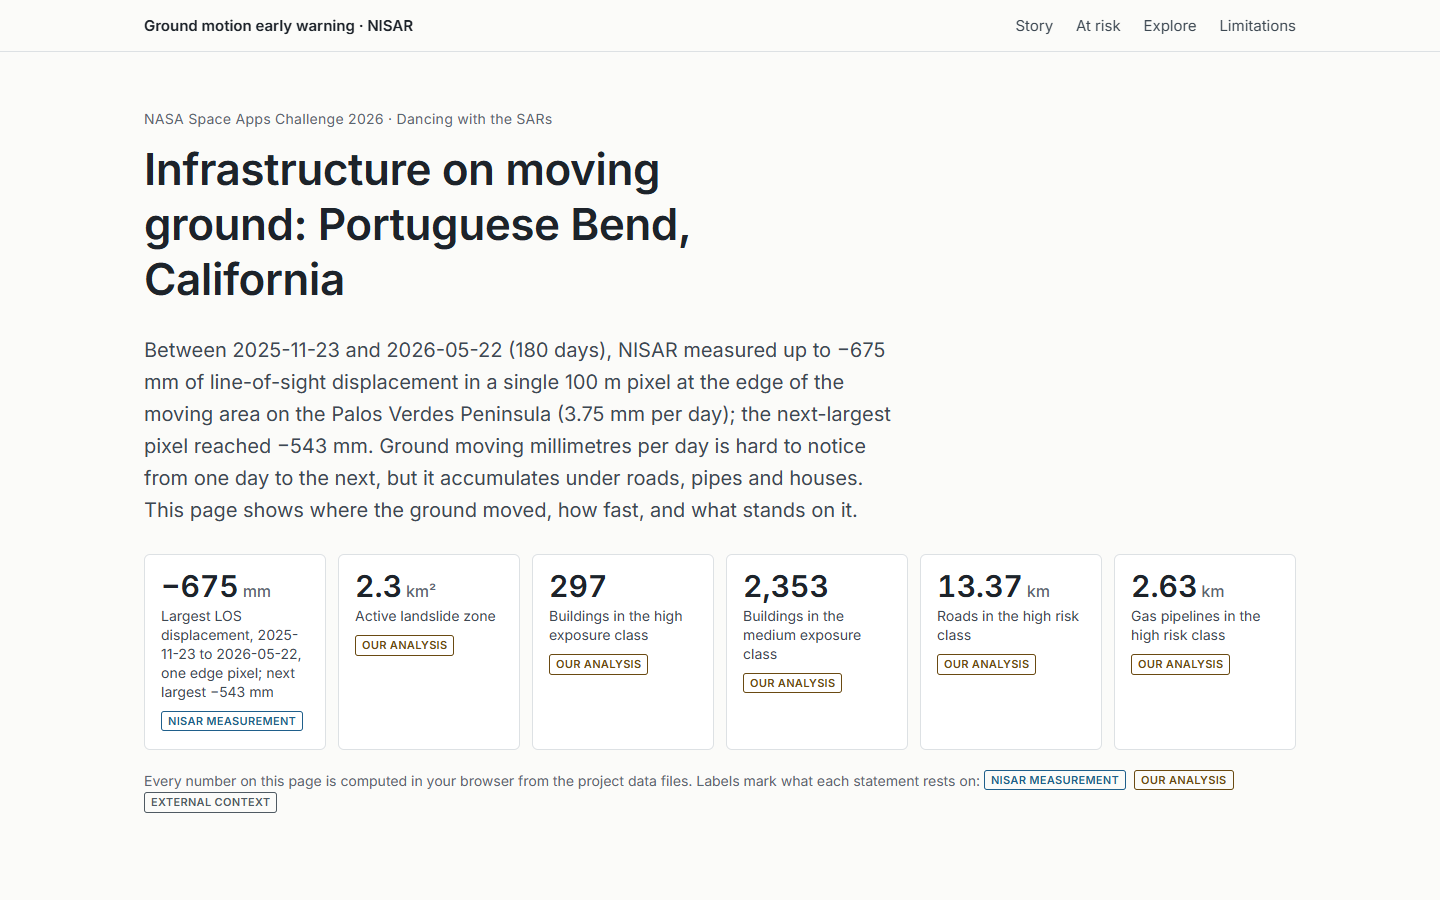 Ground motion early warning · NISAR
Story At risk Explore Limitations
NASA Space Apps Challenge 2026 · Dancing with the SARs
Infrastructure on moving
ground: Portuguese Bend,
California
Between 2025-11-23 and 2026-05-22 (180 days), NISAR measured up to −675
mm of line-of-sight displacement in a single 100 m pixel at the edge of the
moving area on the Palos Verdes Peninsula (3.75 mm per day); the next-largest
pixel reached −543 mm. Ground moving millimetres per day is hard to notice
from one day to the next, but it accumulates under roads, pipes and houses.
This page shows where the ground moved, how fast, and what stands on it.
−675 mm
Largest LOS
displacement, 2025-
11-23 to 2026-05-22,
one edge pixel; next
largest −543 mm
NISAR MEASUREMENT
2.3 km²
Active landslide zone
OUR ANALYSIS
297
Buildings in the high
exposure class
OUR ANALYSIS
2,353
Buildings in the
medium exposure
class
OUR ANALYSIS
13.37 km
Roads in the high risk
class
OUR ANALYSIS
2.63 km
Gas pipelines in the
high risk class
OUR ANALYSIS
Every number on this page is computed in your browser from the project data files. Labels mark what each statement rests on: NISAR MEASUREMENT OUR ANALYSIS
EXTERNAL CONTEXT